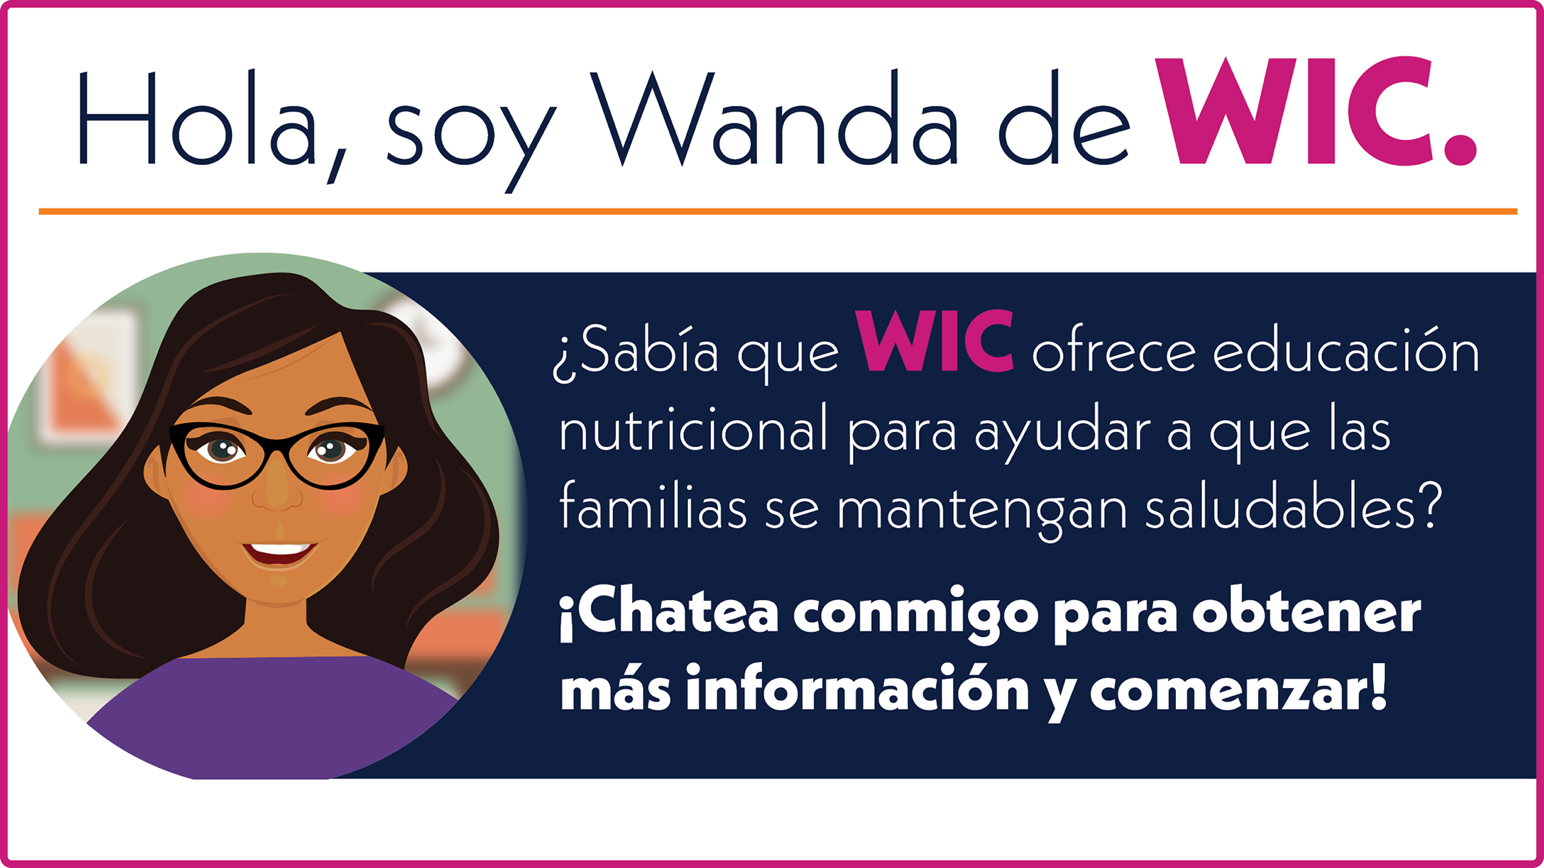 Hola, soy Wanda de WIC.
¿Sabía que WIC ofrece educación
nutricional para ayudar a que las
familias se mantengan saludables?
¡Chatea conmigo para obtener
más información y comenzar!